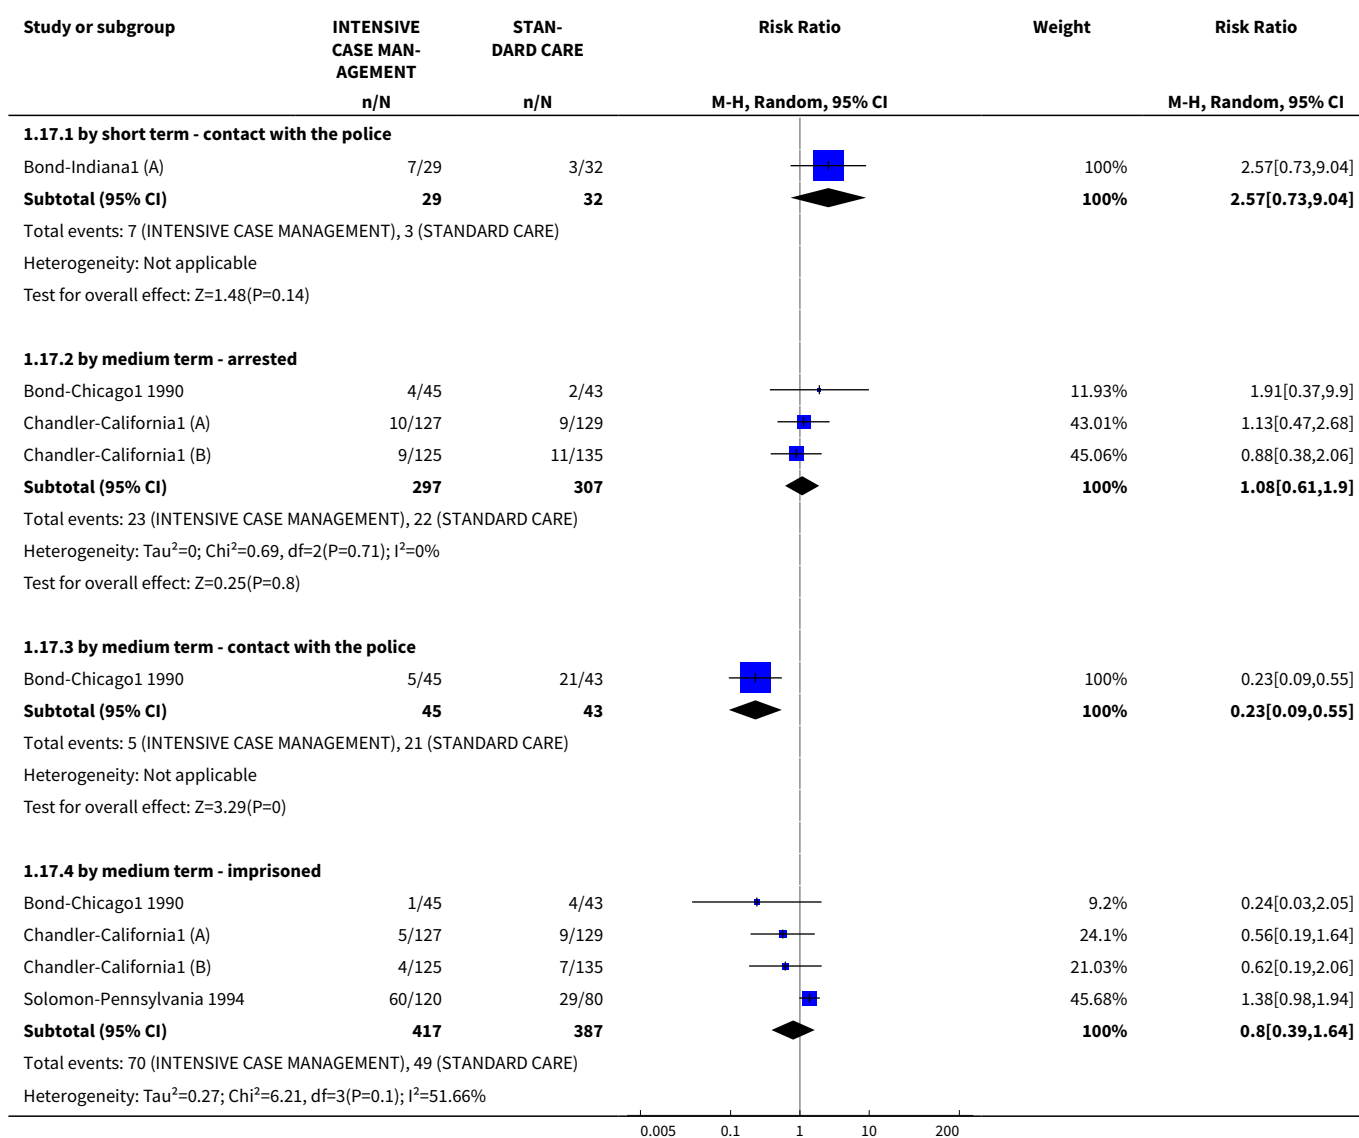 Study or subgroup INTENSIVE STAN- Risk Ratio Weight Risk Ratio
CASE MAN- DARD CARE
AGEMENT
n/N n/N M-H, Random, 95% CI M-H, Random, 95% CI
1.17.1 by short term - contact with the police
Bond-Indiana1 (A) 7/29 3/32 100% 2.57[0.73,9.04]
Subtotal (95% CI) 29 32 100% 2.57[0.73,9.04]
Total events: 7 (INTENSIVE CASE MANAGEMENT), 3 (STANDARD CARE)
Heterogeneity: Not applicable
Test for overall effect: Z=1.48(P=0.14)
1.17.2 by medium term - arrested
Bond-Chicago1 1990 4/45 2/43 11.93% 1.91[0.37,9.9]
Chandler-California1 (A) 10/127 9/129 43.01% 1.13[0.47,2.68]
Chandler-California1 (B) 9/125 11/135 45.06% 0.88[0.38,2.06]
Subtotal (95% CI) 297 307 100% 1.08[0.61,1.9]
Total events: 23 (INTENSIVE CASE MANAGEMENT), 22 (STANDARD CARE)
Heterogeneity: Tau²=0; Chi²=0.69, df=2(P=0.71); I²=0%
Test for overall effect: Z=0.25(P=0.8)
1.17.3 by medium term - contact with the police
Bond-Chicago1 1990 5/45 21/43 100% 0.23[0.09,0.55]
Subtotal (95% CI) 45 43 100% 0.23[0.09,0.55]
Total events: 5 (INTENSIVE CASE MANAGEMENT), 21 (STANDARD CARE)
Heterogeneity: Not applicable
Test for overall effect: Z=3.29(P=0)
1.17.4 by medium term - imprisoned
Bond-Chicago1 1990 1/45 4/43 9.2% 0.24[0.03,2.05]
Chandler-California1 (A) 5/127 9/129 24.1% 0.56[0.19,1.64]
Chandler-California1 (B) 4/125 7/135 21.03% 0.62[0.19,2.06]
Solomon-Pennsylvania 1994 60/120 29/80 45.68% 1.38[0.98,1.94]
Subtotal (95% CI) 417 387 100% 0.8[0.39,1.64]
Total events: 70 (INTENSIVE CASE MANAGEMENT), 49 (STANDARD CARE)
Heterogeneity: Tau²=0.27; Chi²=6.21, df=3(P=0.1); I²=51.66%
0.005 0.1 1 10 200